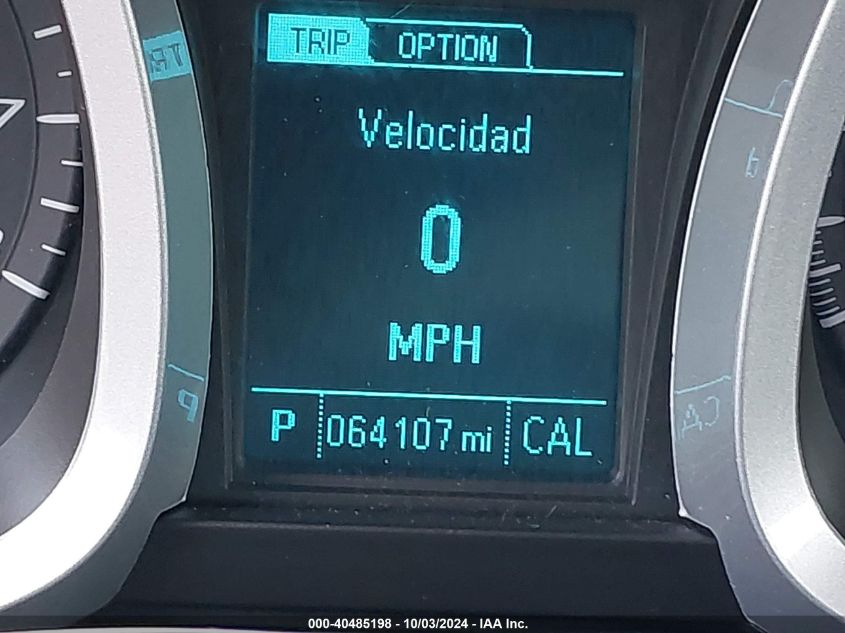 TRIP OPTION
Velocidad
0
MPH
P 064107 mi CAL
000-40485198 - 10/03/2024 - IAA Inc.